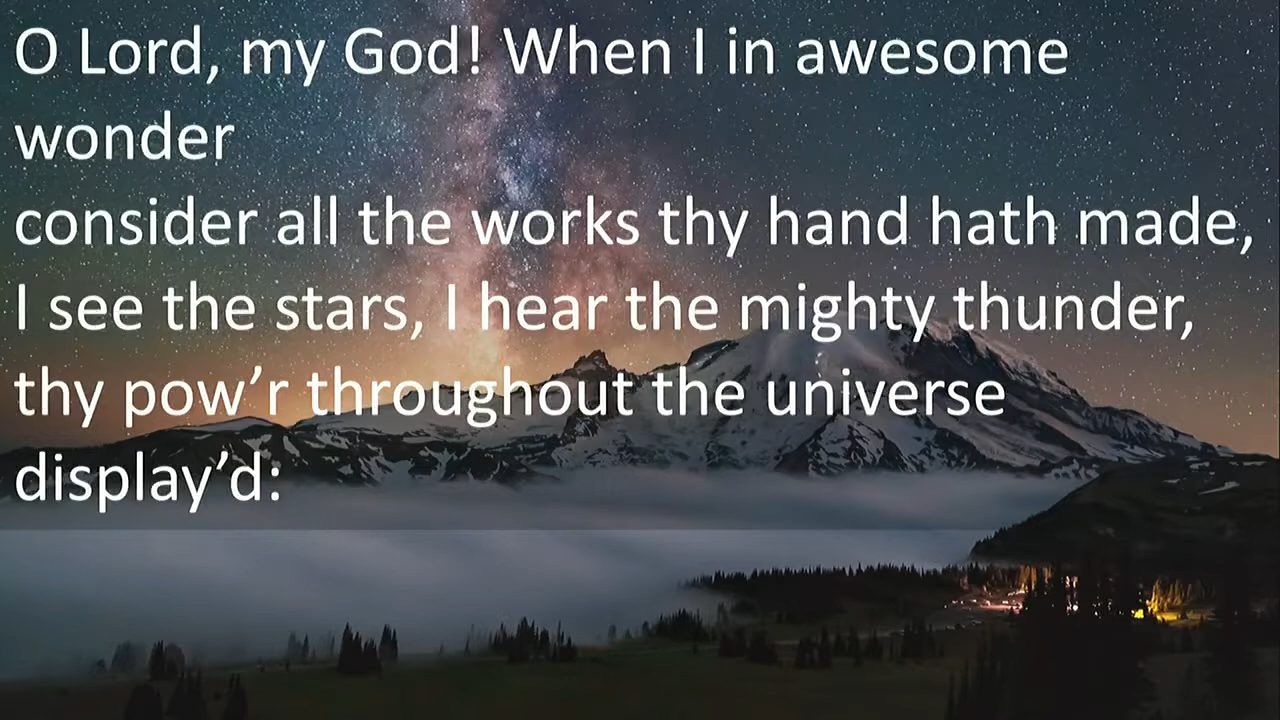 O Lord, my God! When I in awesome
wonder
consider all the works thy hand hath made,
I see the stars, I hear the mighty thunder,
thy pow’r throughout the universe
display’d: